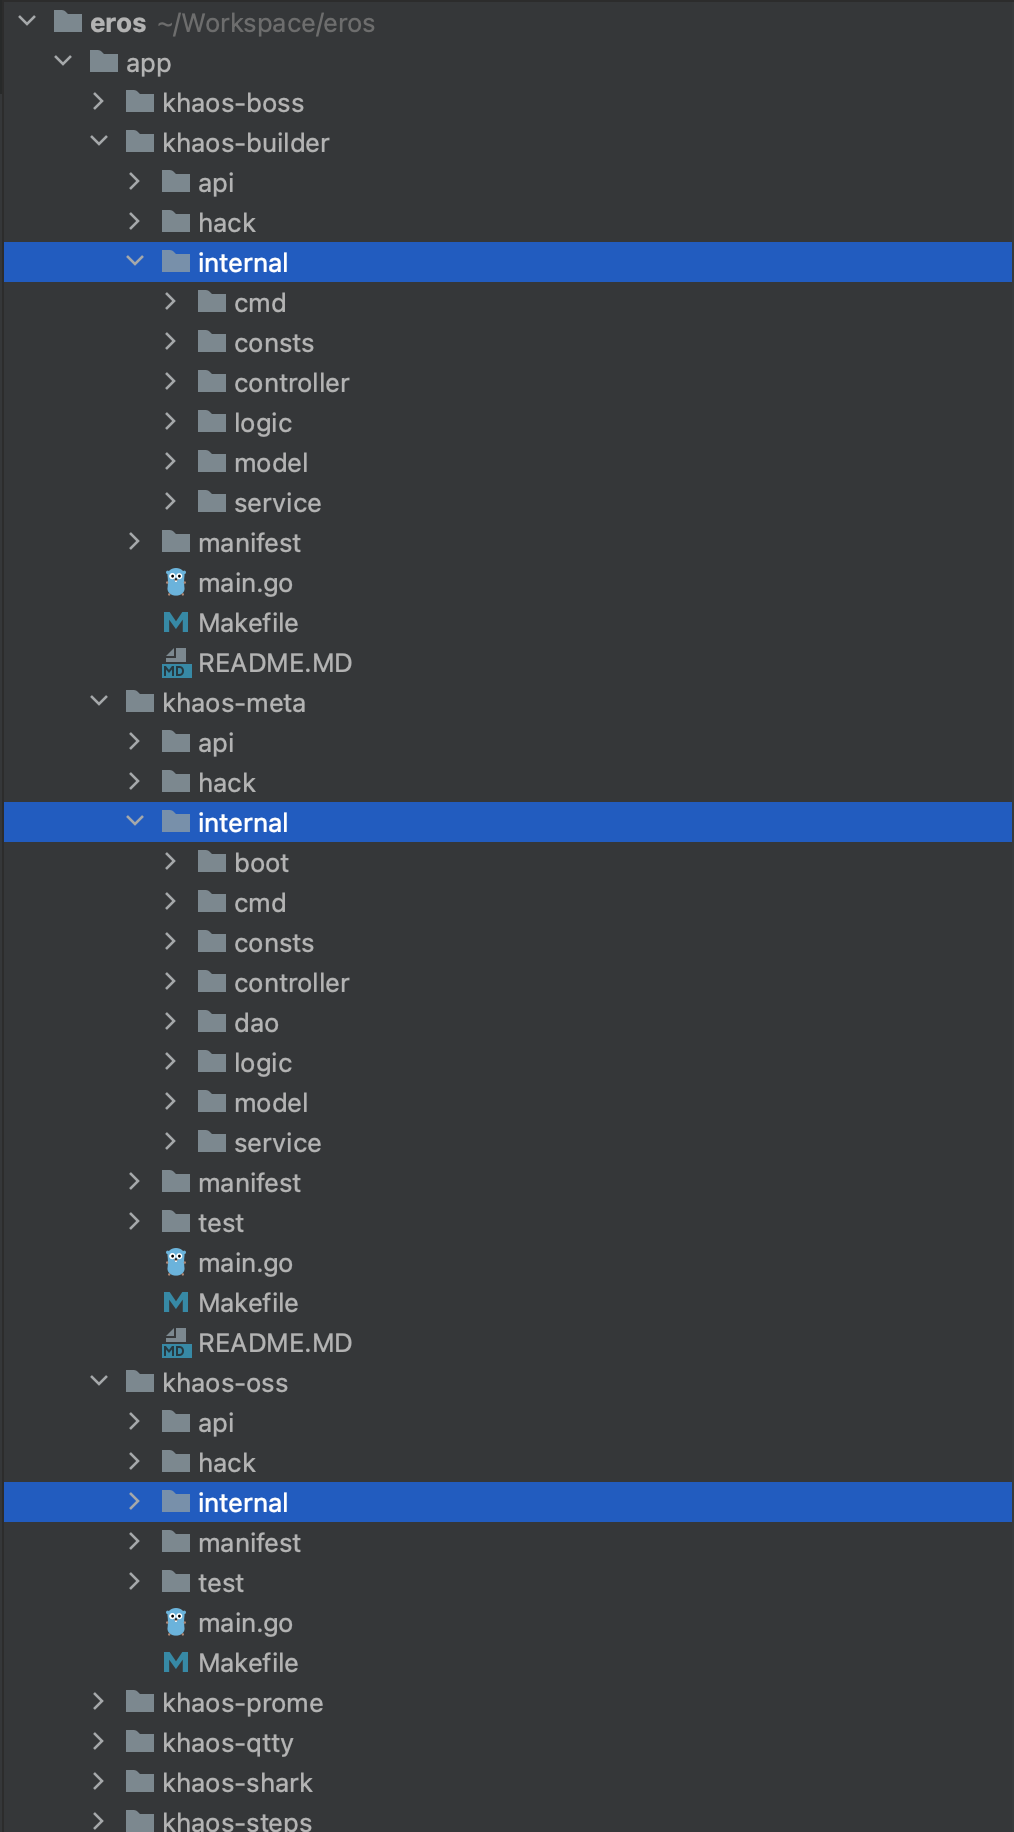 eros ~/Workspace/eros
app
khaos-boss
khaos-builder
api
hack
internal
cmd
consts
controller
logic
model
service
manifest
main.go
Makefile
README.MD
khaos-meta
api
hack
internal
boot
cmd
consts
controller
dao
logic
model
service
manifest
test
main.go
Makefile
README.MD
khaos-oss
api
hack
internal
manifest
test
main.go
Makefile
khaos-prome
khaos-qtty
khaos-shark
khaos-steps